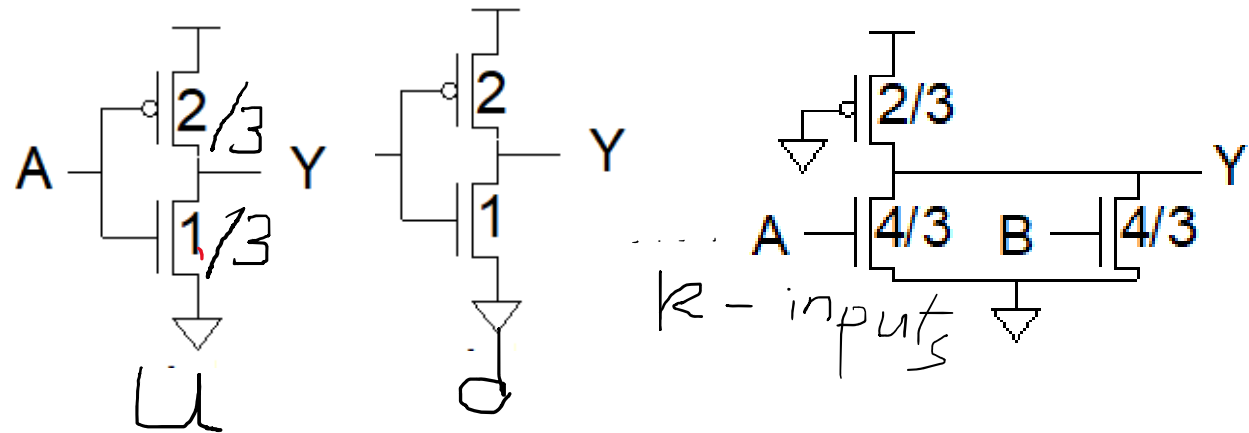 2/3
A Y
1/3
u
2
Y
1
a
2/3
Y
A 4/3 B 4/3
.....
k-inputs